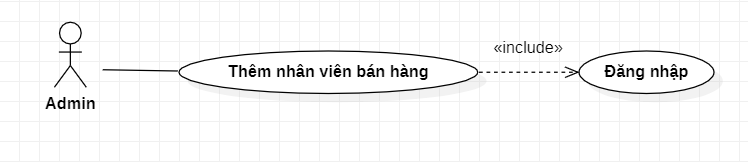 «include»
Thêm nhân viên bán hàng
Đăng nhập
Admin